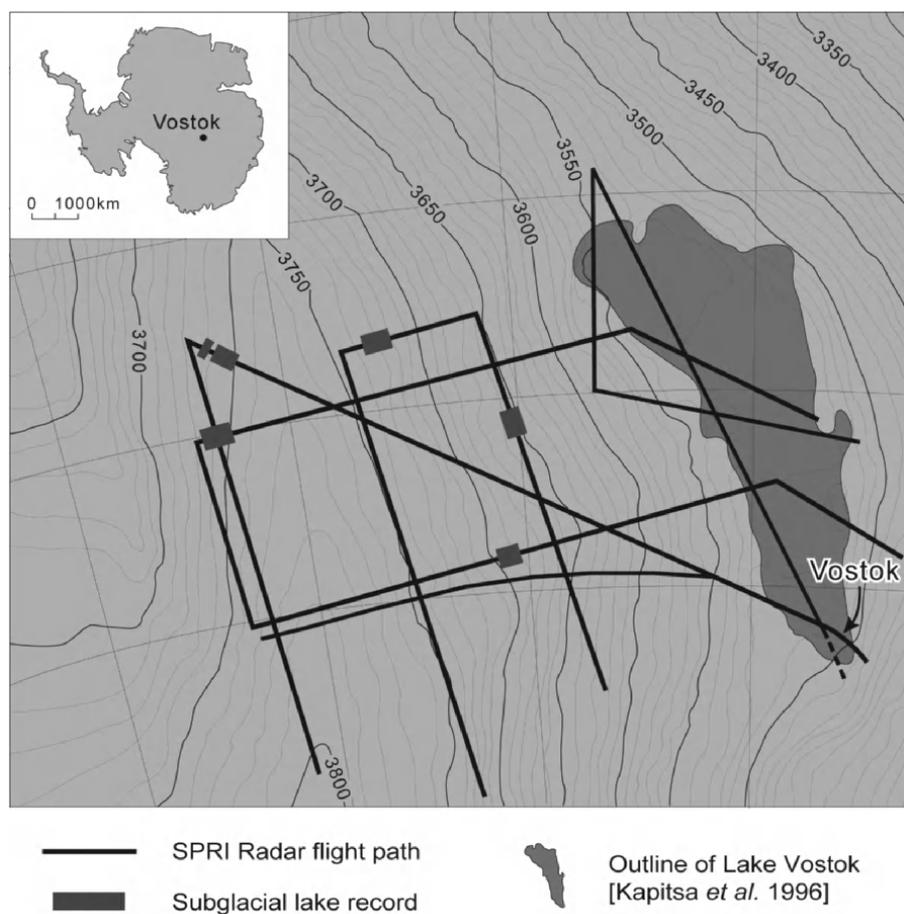 Vostok
0 1000km
3350
3400
3450
3500
3550
3600
3650
3700
3750
3700
3800
Vostok
SPRI Radar flight path
Subglacial lake record
Outline of Lake Vostok
[Kapitsa et al. 1996]